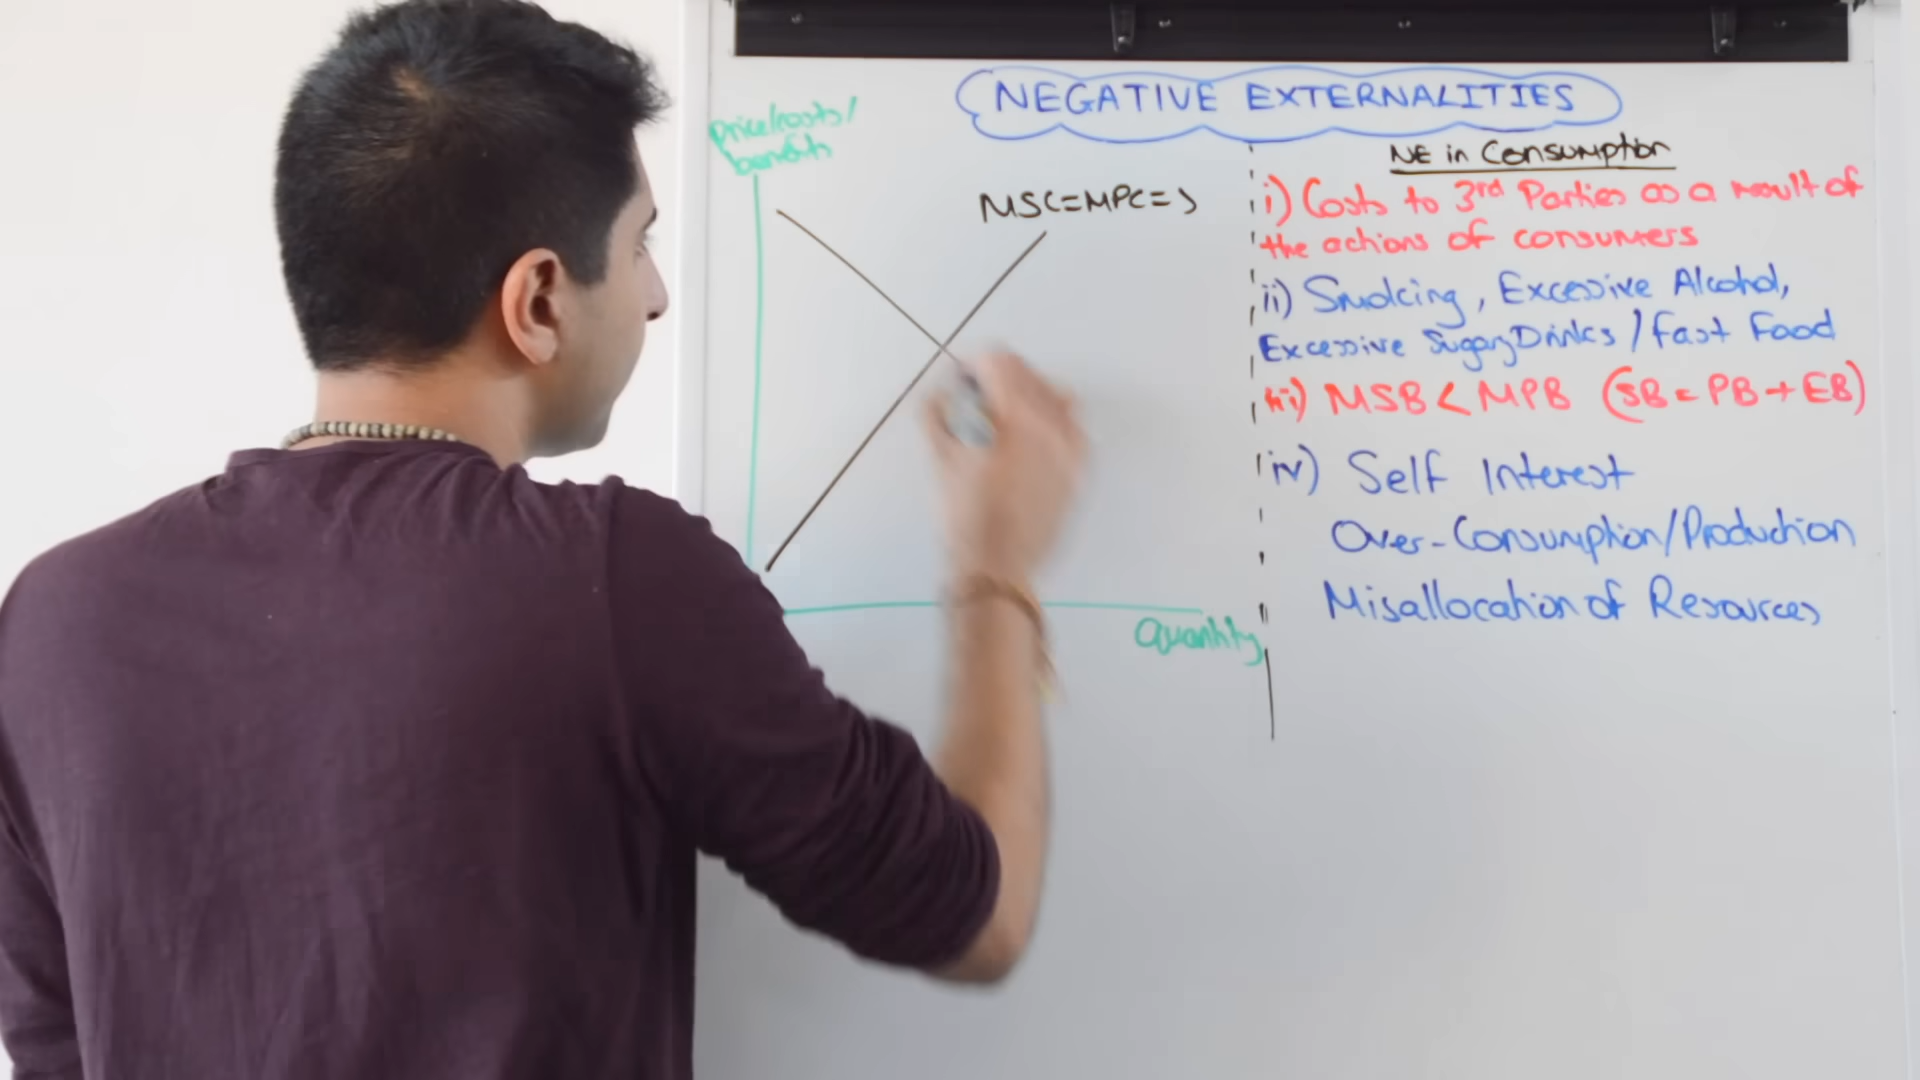 NEGATIVE EXTERNALITIES
Price/costs/
benefits
MSC=MPC=S
Quantity
NE in Consumption
i) Costs to 3rd Parties as a result of
the actions of consumers
ii) Smoking, Excessive Alcohol,
Excessive Sugary Drinks / Fast Food
iii) MSB < MPB (SB = PB + EB)
iv) Self Interest
Over-Consumption/Production
Misallocation of Resources